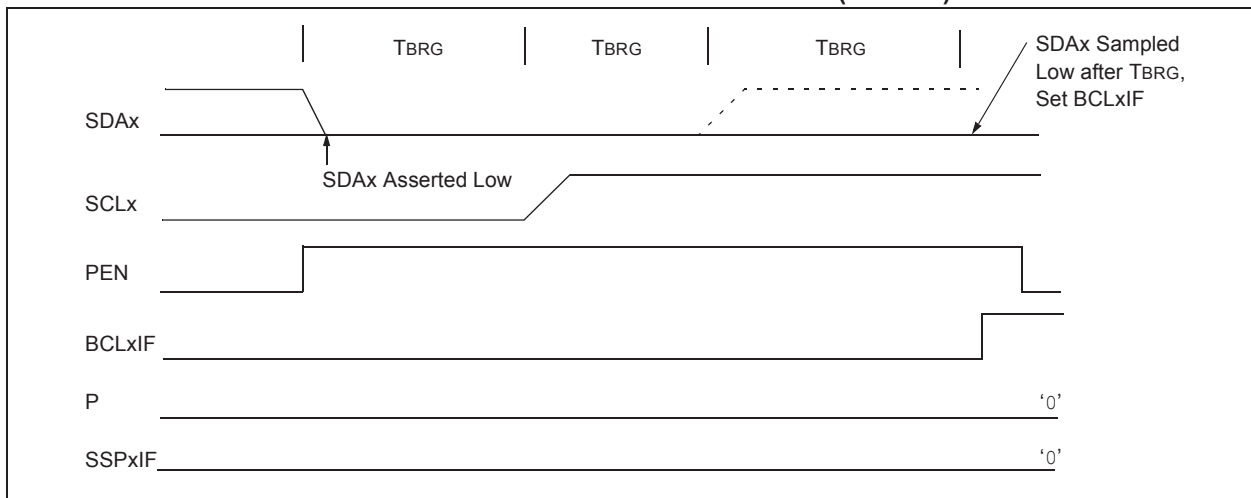 TBRG TBRG TBRG
SDAx Sampled
Low after TBRG,
Set BCLxIF
SDAx
SDAx Asserted Low
SCLx
PEN
BCLxIF
P '0'
SSPxIF '0'